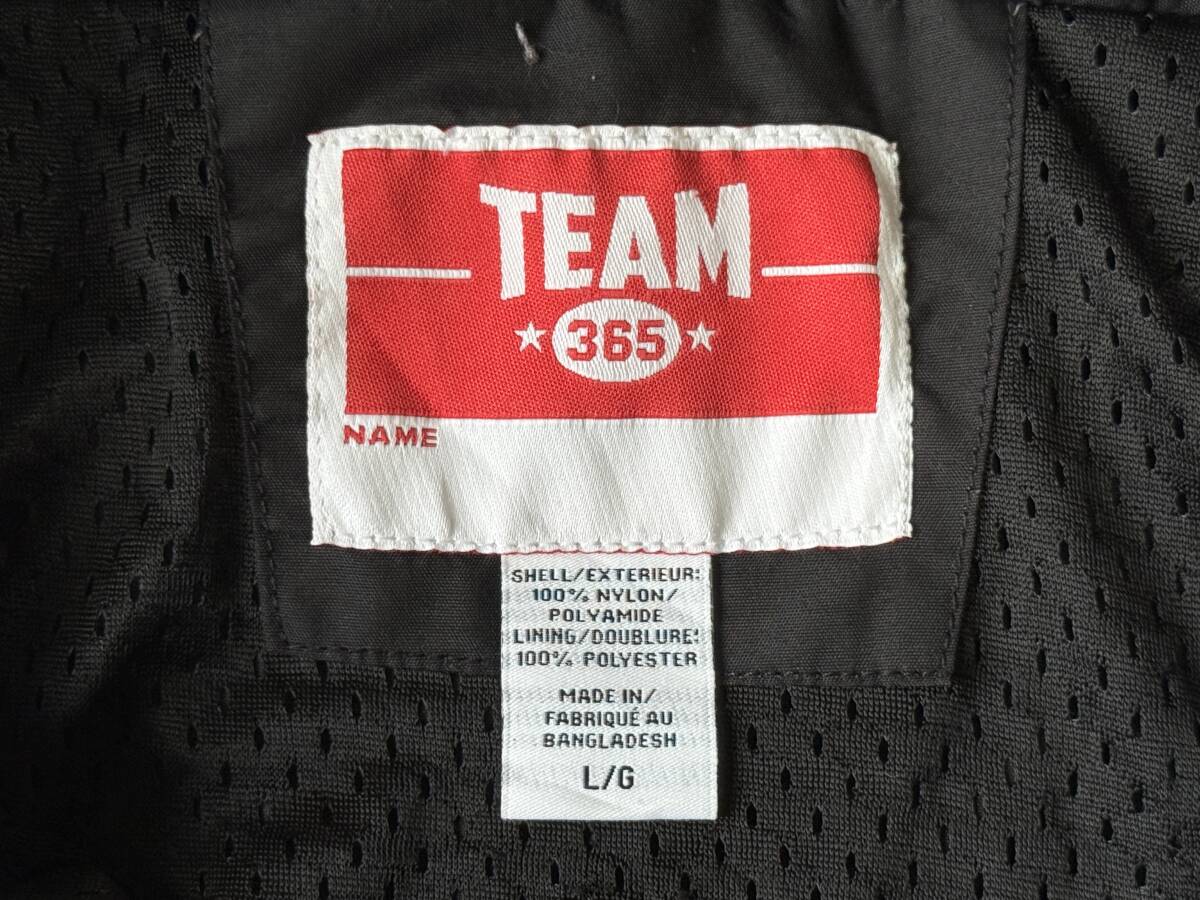 TEAM
365
NAME
SHELL/EXTERIEUR:
100% NYLON/
POLYAMIDE
LINING/DOUBLURE:
100% POLYESTER
MADE IN/
FABRIQUÉ AU
BANGLADESH
L/G